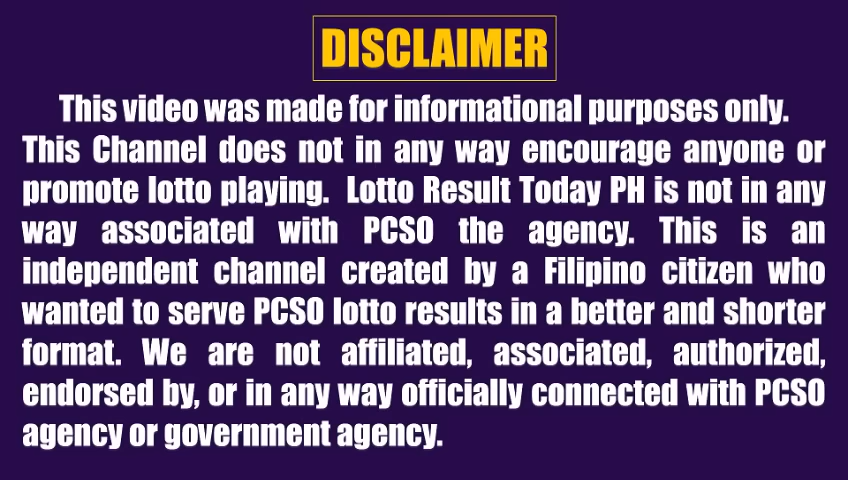 DISCLAIMER
This video was made for informational purposes only.
This Channel does not in any way encourage anyone or
promote lotto playing. Lotto Result Today PH is not in any
way associated with PCSO the agency. This is an
independent channel created by a Filipino citizen who
wanted to serve PCSO lotto results in a better and shorter
format. We are not affiliated, associated, authorized,
endorsed by, or in any way officially connected with PCSO
agency or government agency.